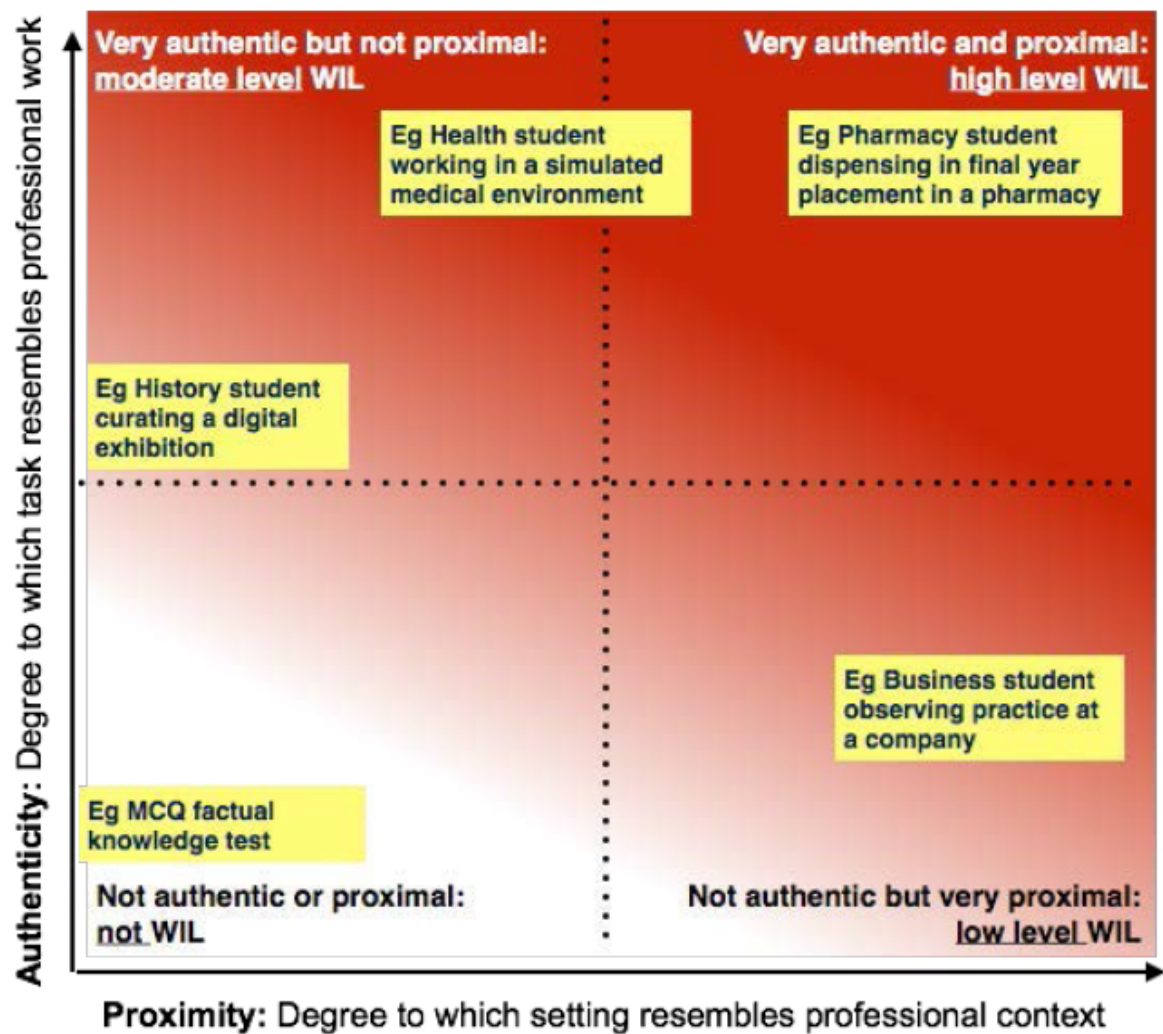 Authenticity: Degree to which task resembles professional work
Very authentic but not proximal:
moderate level WIL
Very authentic and proximal:
high level WIL
Eg Health student
working in a simulated
medical environment
Eg Pharmacy student
dispensing in final year
placement in a pharmacy
Eg History student
curating a digital
exhibition
Eg Business student
observing practice at
a company
Eg MCQ factual
knowledge test
Not authentic or proximal:
not WIL
Not authentic but very proximal:
low level WIL
Proximity: Degree to which setting resembles professional context